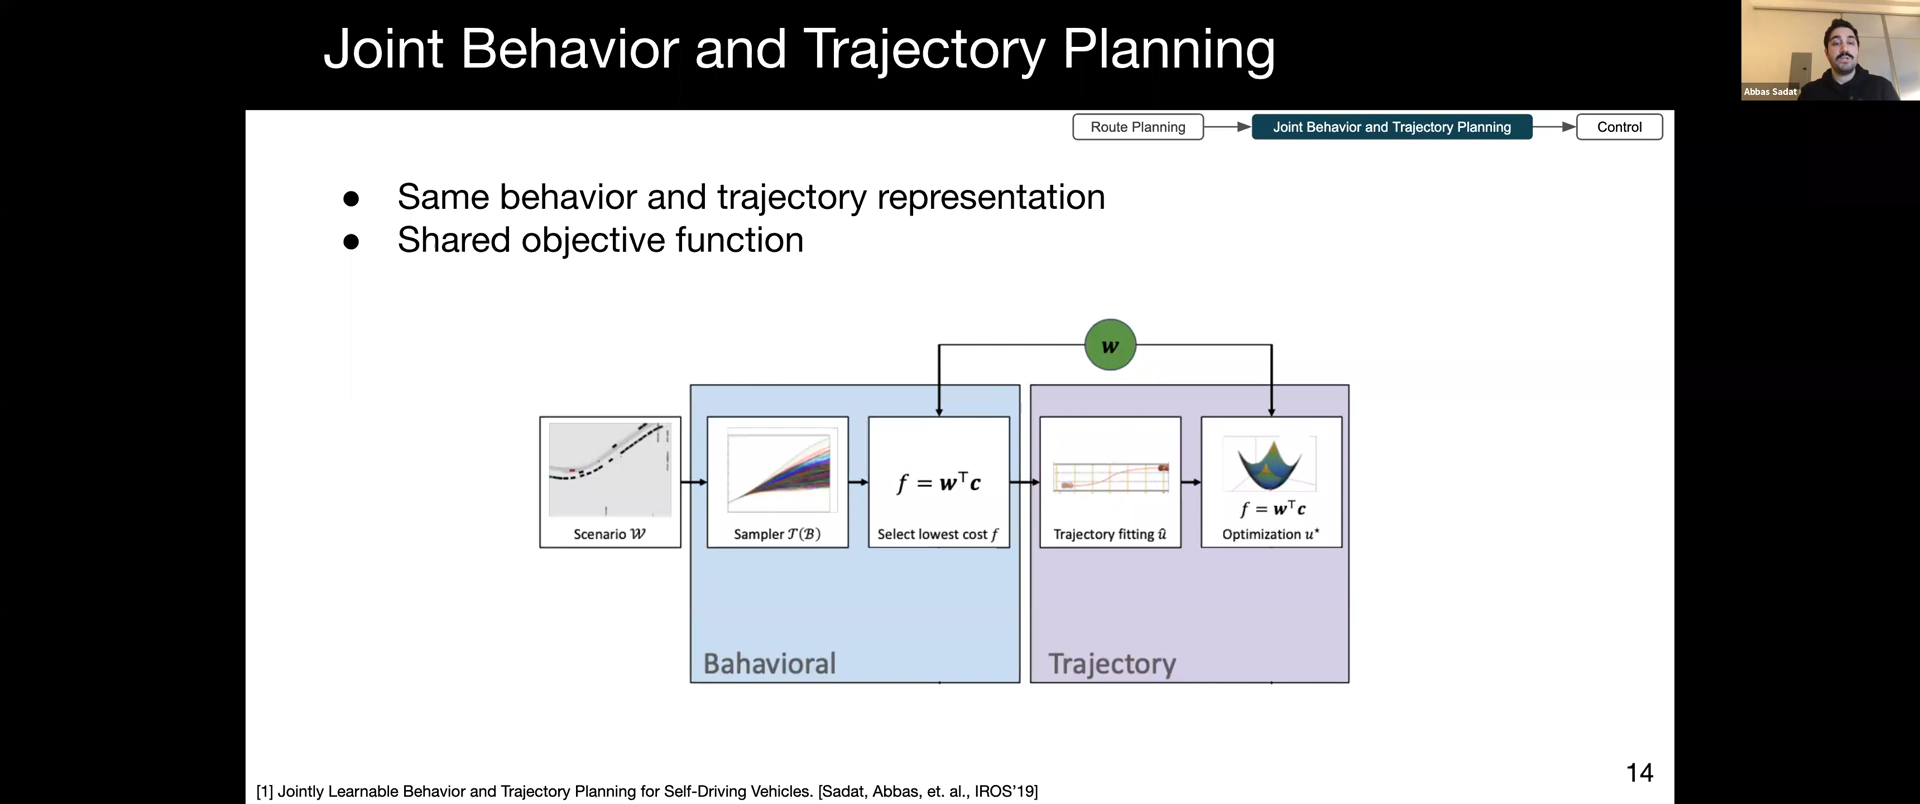 Joint Behavior and Trajectory Planning
Abbas Sadat
Route Planning
Joint Behavior and Trajectory Planning
Control
● Same behavior and trajectory representation
● Shared objective function
w
f = w⊤c
f = w⊤c
Scenario 𝒲
Sampler 𝒯(ℬ)
Select lowest cost f
Trajectory fitting û
Optimization u*
Bahavioral
Trajectory
14
[1] Jointly Learnable Behavior and Trajectory Planning for Self-Driving Vehicles. [Sadat, Abbas, et. al., IROS'19]